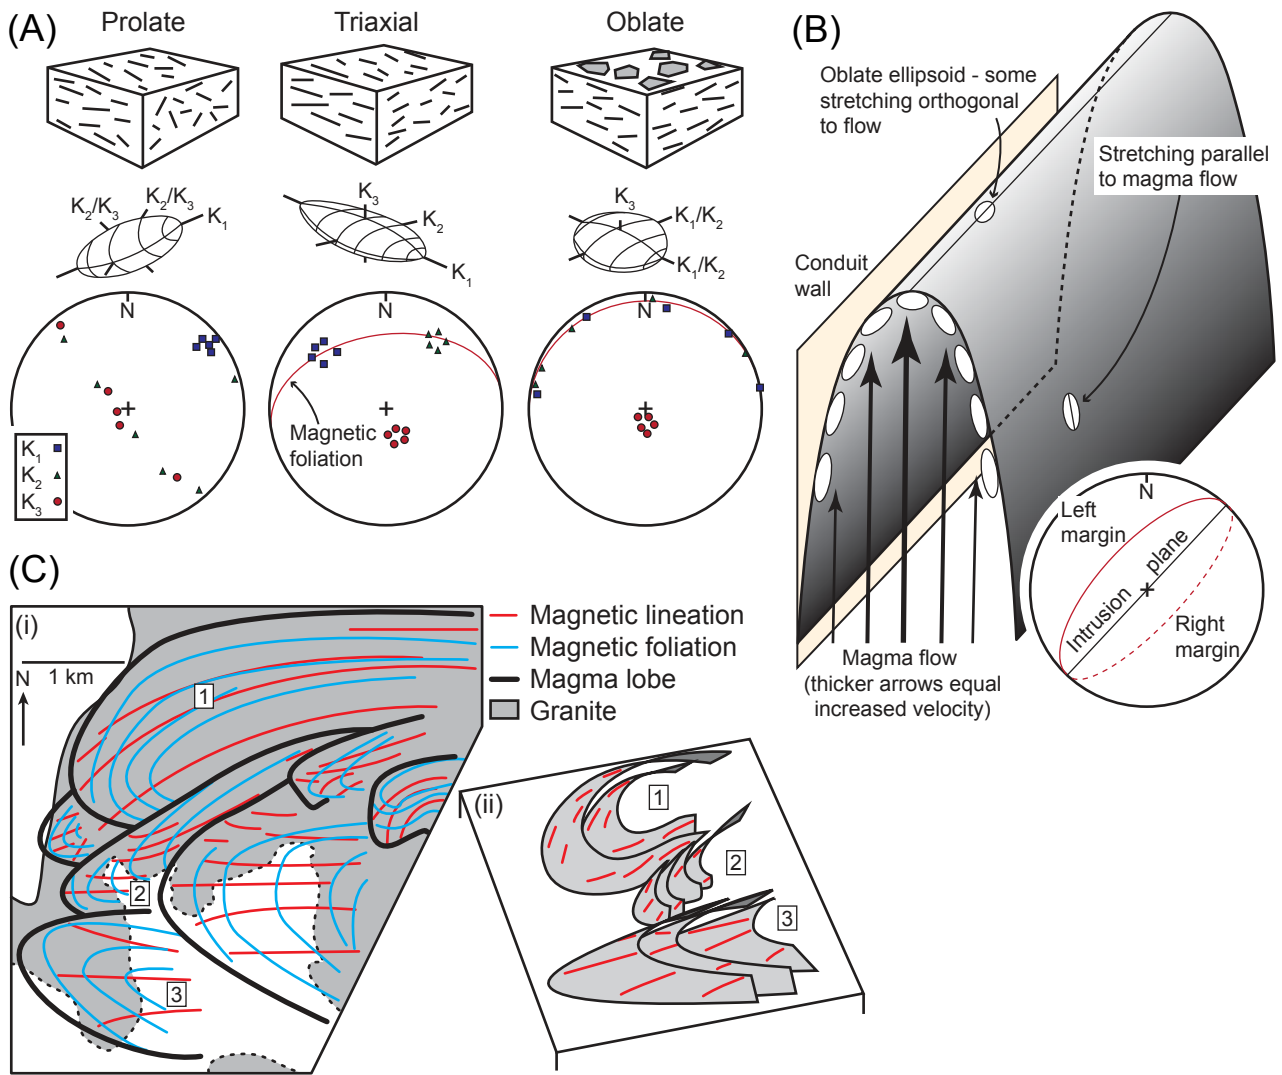 (A)
Prolate
Triaxial
Oblate
K2/K3
K2/K3
K1
K3
K2
K1
K3
K1/K2
K1/K2
N
N
N
Magnetic
foliation
K1
K2
K3
(B)
Oblate ellipsoid - some
stretching orthogonal
to flow
Stretching parallel
to magma flow
Conduit
wall
Magma flow
(thicker arrows equal
increased velocity)
N
Left
margin
Intrusion plane
Right
margin
(C)
(i)
1 km
N
1
2
3
Magnetic lineation
Magnetic foliation
Magma lobe
Granite
(ii)
1
2
3